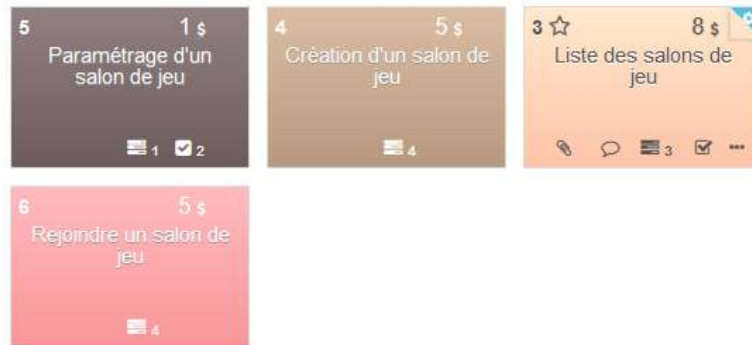 5 1 $
Paramétrage d'un
salon de jeu
1 2
4 5 $
Création d'un salon de
jeu
4
3 8 $
Liste des salons de
jeu
3
6 5 $
Rejoindre un salon de
jeu
4